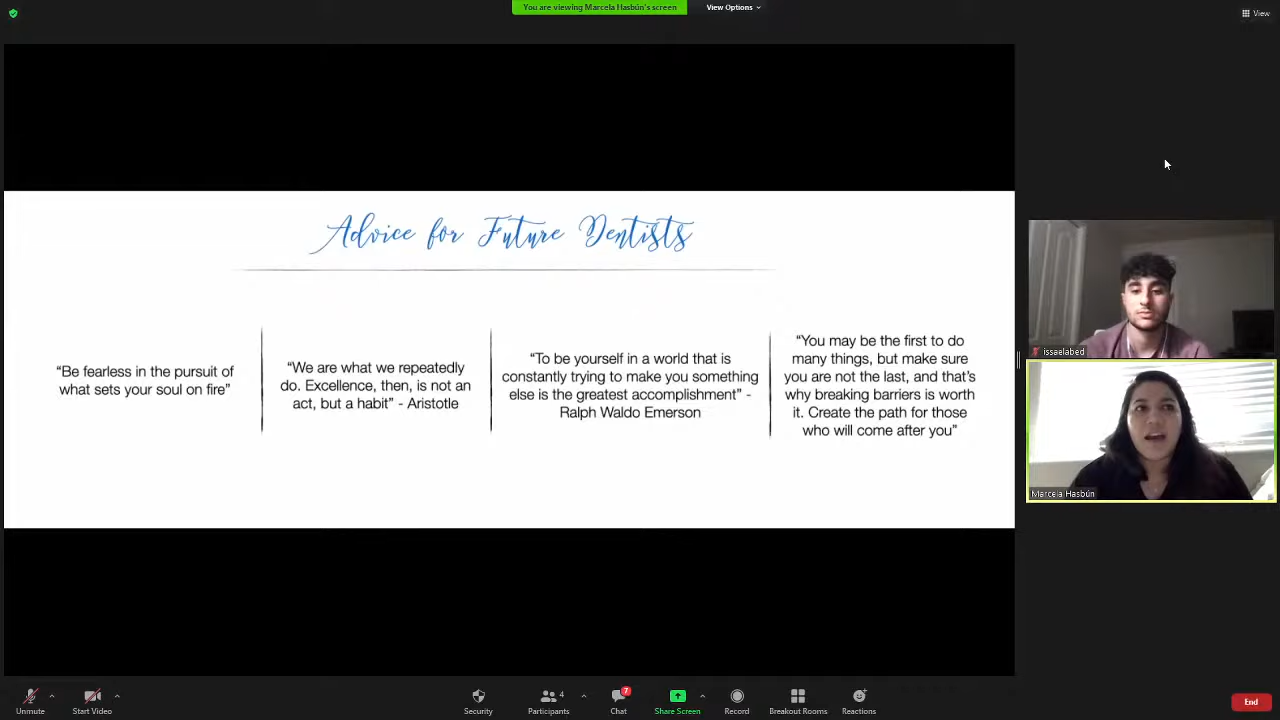 You are viewing Marcela Hasbún's screen
View Options
View
Advice for Future Dentists
“Be fearless in the pursuit of
what sets your soul on fire”
“We are what we repeatedly
do. Excellence, then, is not an
act, but a habit” - Aristotle
“To be yourself in a world that is
constantly trying to make you something
else is the greatest accomplishment” -
Ralph Waldo Emerson
“You may be the first to do
many things, but make sure
you are not the last, and that’s
why breaking barriers is worth
it. Create the path for those
who will come after you”
issaelabed
Marcela Hasbún
Unmute
Start Video
Security
Participants
4
Chat
7
Share Screen
Record
Breakout Rooms
Reactions
End